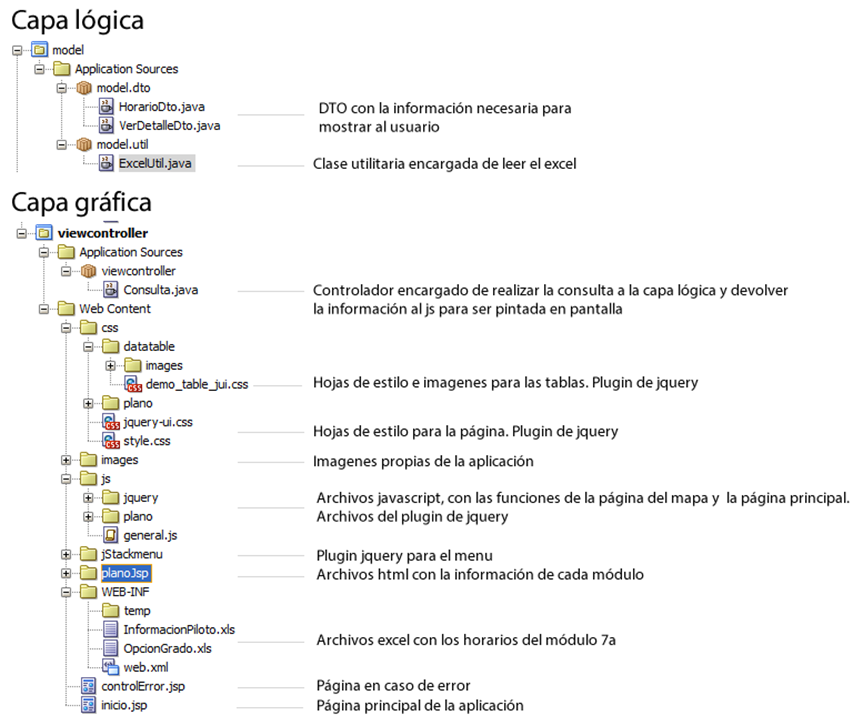 Capa lógica
model
Application Sources
model.dto
HorarioDto.java
DTO con la información necesaria para
VerDetalleDto.java
mostrar al usuario
model.util
ExcelUtil.java
Clase utilitaria encargada de leer el excel
Capa gráfica
viewcontroller
Application Sources
viewcontroller
Consulta.java
Controlador encargado de realizar la consulta a la capa lógica y devolver
la información al js para ser pintada en pantalla
Web Content
css
datatable
images
demo_table_jui.css
Hojas de estilo e imagenes para las tablas. Plugin de jquery
plano
jquery-ui.css
style.css
Hojas de estilo para la página. Plugin de jquery
images
Imagenes propias de la aplicación
js
jquery
Archivos javascript, con las funciones de la página del mapa y la página principal.
plano
Archivos del plugin de jquery
general.js
jStackmenu
Plugin jquery para el menu
planoJsp
Archivos html con la información de cada módulo
WEB-INF
temp
InformacionPiloto.xls
OpcionGrado.xls
Archivos excel con los horarios del módulo 7a
web.xml
controlError.jsp
Página en caso de error
inicio.jsp
Página principal de la aplicación